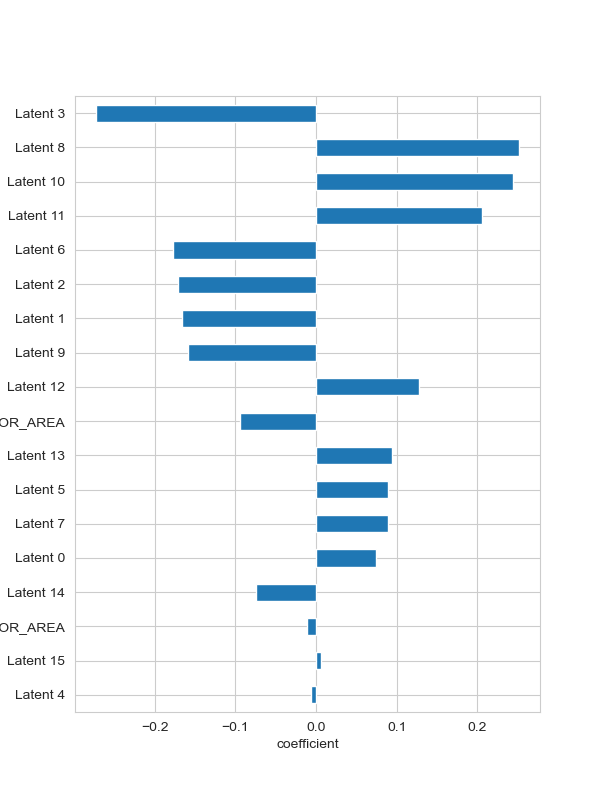 Latent 3
Latent 8
Latent 10
Latent 11
Latent 6
Latent 2
Latent 1
Latent 9
Latent 12
OR_AREA
Latent 13
Latent 5
Latent 7
Latent 0
Latent 14
OR_AREA
Latent 15
Latent 4
−0.2 −0.1 0.0 0.1 0.2
coefficient